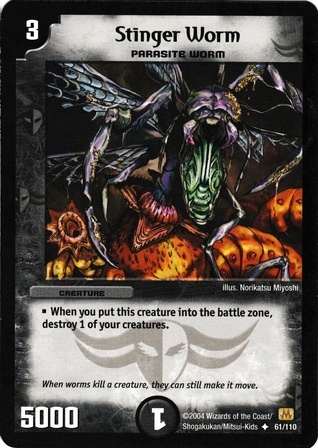 3
Stinger Worm
PARASITE WORM
illus. Norikatsu Miyoshi
CREATURE
▪ When you put this creature into the battle zone,
destroy 1 of your creatures.
When worms kill a creature, they can still make it move.
5000
1
©2004 Wizards of the Coast/
Shogakukan/Mitsui-Kids ♦ 61/110
M